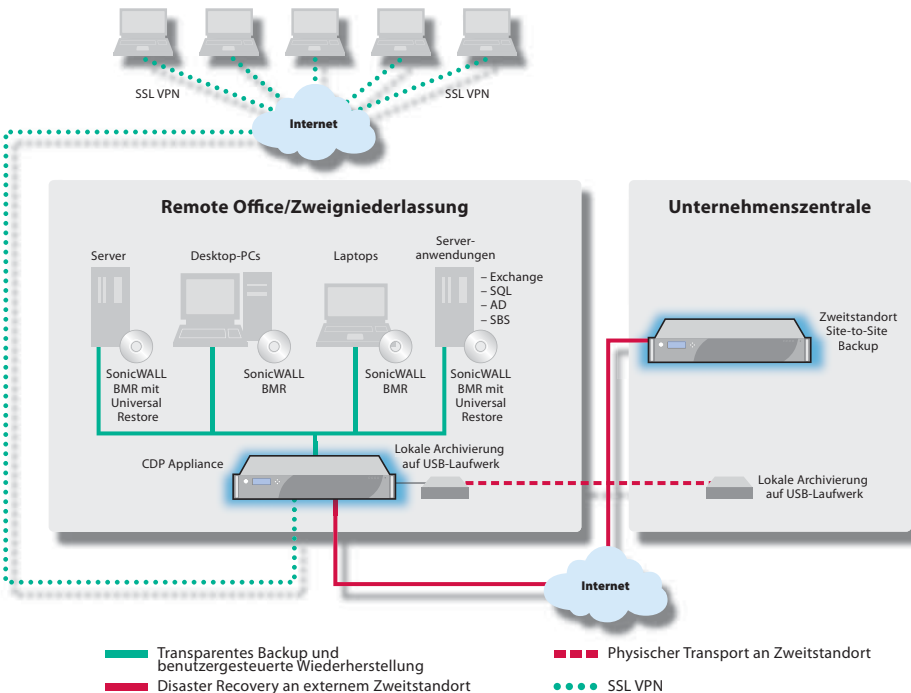 SSL VPN
SSL VPN
Internet
Remote Office/Zweigniederlassung
Server
Desktop-PCs
Laptops
Server-
anwendungen
– Exchange
– SQL
– AD
– SBS
SonicWALL
BMR mit
Universal
Restore
SonicWALL
BMR
SonicWALL
BMR
SonicWALL
BMR mit
Universal
Restore
CDP Appliance
Lokale Archivierung
auf USB-Laufwerk
Unternehmenszentrale
Zweitstandort
Site-to-Site
Backup
Lokale Archivierung
auf USB-Laufwerk
Internet
Transparentes Backup und
benutzergesteuerte Wiederherstellung
Disaster Recovery an externem Zweitstandort
Physischer Transport an Zweitstandort
SSL VPN